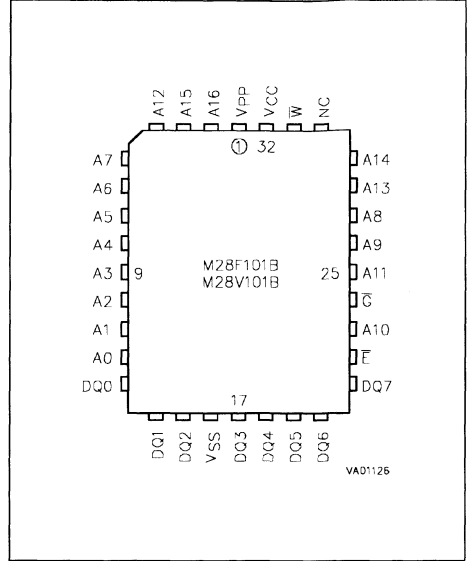 A12 A15 A16 VPP VCC W̅ NC
1 32
A7 A14
A6 A13
A5 A8
A4 A9
A3 9 M28F101B 25 A11
M28V101B
A2 G̅
A1 A10
A0 E̅
DQ0 DQ7
17
DQ1 DQ2 VSS DQ3 DQ4 DQ5 DQ6
VA01126